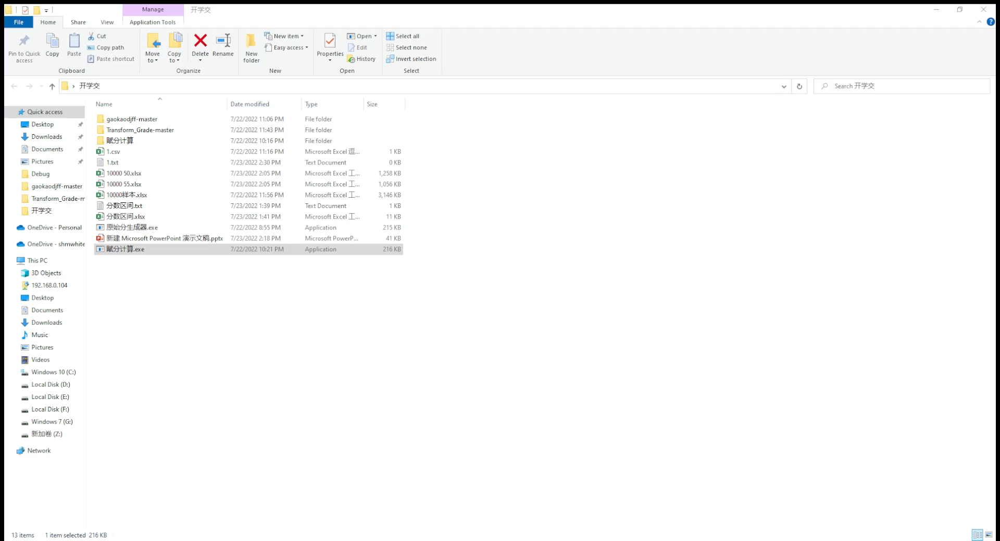 Manage 开学交
File Home Share View Application Tools
Pin to Quick access
Copy
Paste
Cut
Copy path
Paste shortcut
Clipboard
Move to
Copy to
Delete
Rename
Organize
New folder
New item
Easy access
New
Properties
Open
Edit
History
Open
Select all
Select none
Invert selection
Select
开学交
Search 开学交
Quick access
Desktop
Downloads
Documents
Pictures
Debug
gaokaodjff-master
Transform_Grade-m
开学交
OneDrive - Personal
OneDrive - shmwhite
This PC
3D Objects
192.168.0.104
Desktop
Documents
Downloads
Music
Pictures
Videos
Windows 10 (C:)
Local Disk (D:)
Local Disk (E:)
Local Disk (F:)
Windows 7 (G:)
新加卷 (Z:)
Network
Name Date modified Type Size
gaokaodjff-master 7/22/2022 11:06 PM File folder
Transform_Grade-master 7/22/2022 11:43 PM File folder
赋分计算 7/22/2022 10:16 PM File folder
1.csv 7/22/2022 11:16 PM Microsoft Excel 逗... 1 KB
1.txt 7/23/2022 2:30 PM Text Document 0 KB
10000 50.xlsx 7/23/2022 2:05 PM Microsoft Excel 工... 1,258 KB
10000 55.xlsx 7/23/2022 2:05 PM Microsoft Excel 工... 1,056 KB
10000样本.xlsx 7/22/2022 11:56 PM Microsoft Excel 工... 3,146 KB
分数区间.txt 7/23/2022 1:39 PM Text Document 1 KB
分数区间.xlsx 7/23/2022 1:41 PM Microsoft Excel 工... 11 KB
原始分生成器.exe 7/22/2022 8:55 PM Application 215 KB
新建 Microsoft PowerPoint 演示文稿.pptx 7/23/2022 2:18 PM Microsoft PowerP... 41 KB
赋分计算.exe 7/22/2022 10:21 PM Application 216 KB
13 items 1 item selected 216 KB